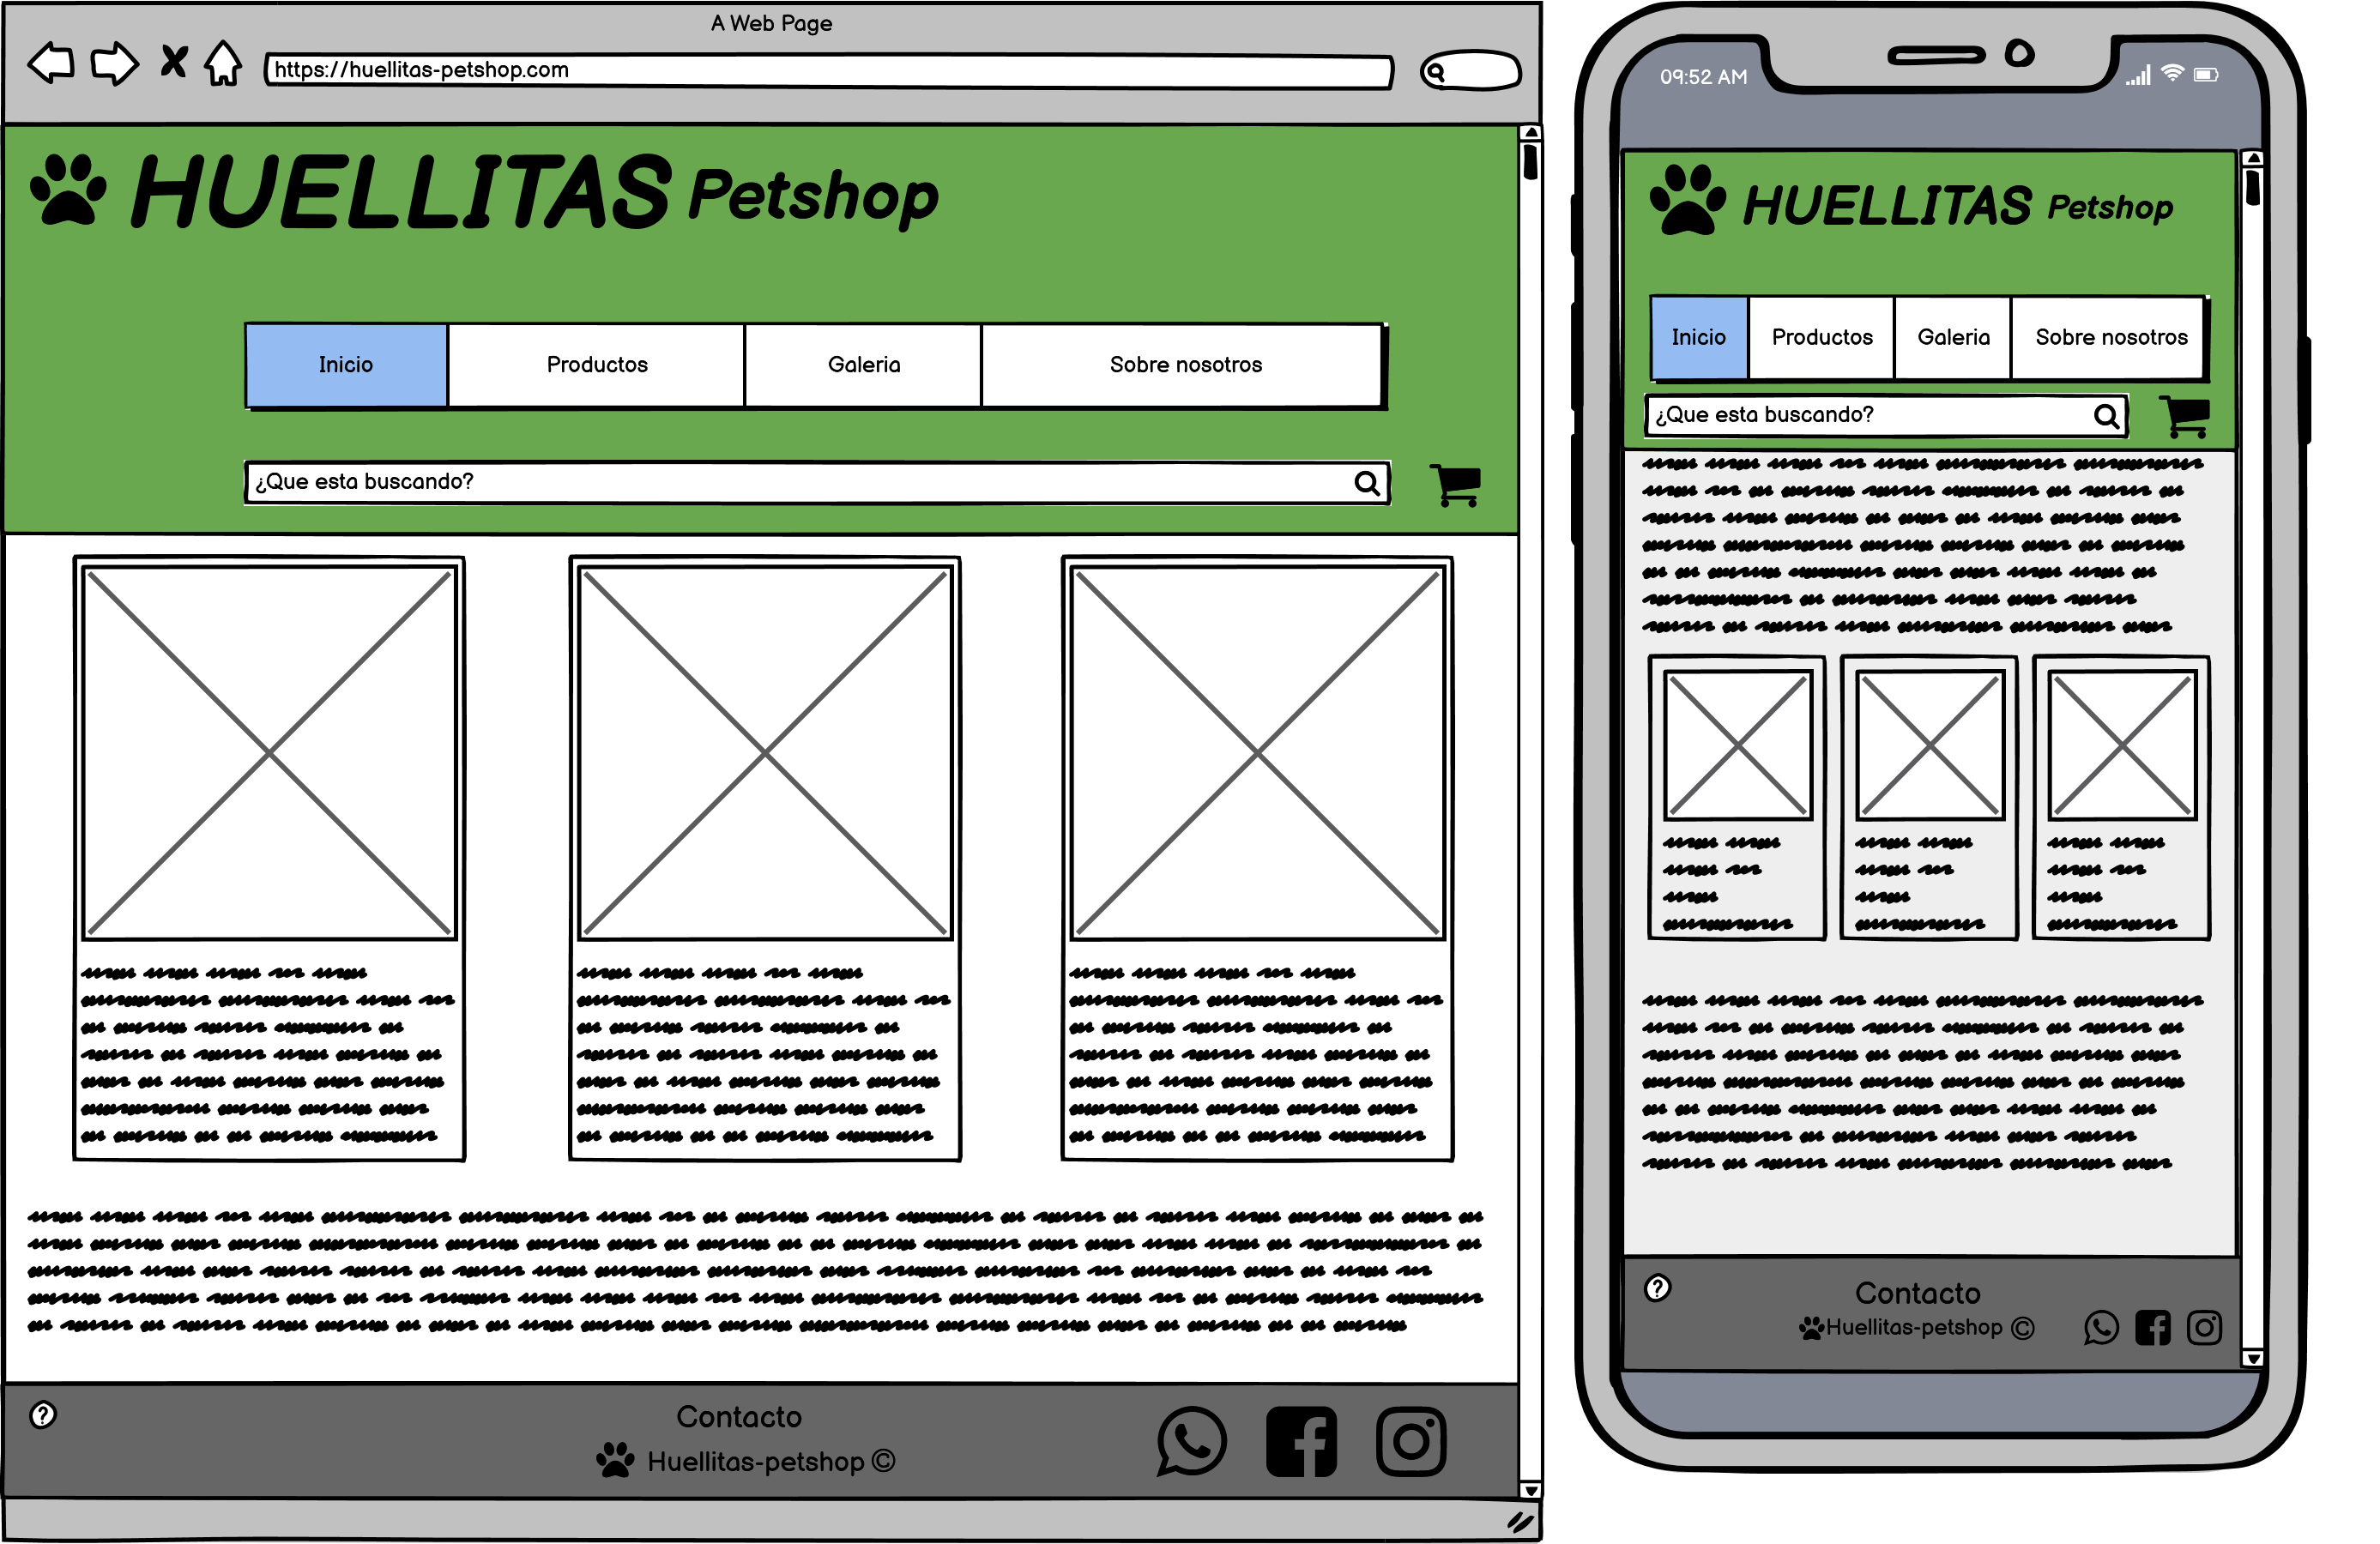 A Web Page
https://huellitas-petshop.com
HUELLITAS Petshop
Inicio Productos Galeria Sobre nosotros
¿Que esta buscando?
?
Contacto
Huellitas-petshop ©
09:52 AM
HUELLITAS Petshop
Inicio Productos Galeria Sobre nosotros
¿Que esta buscando?
?
Contacto
Huellitas-petshop ©